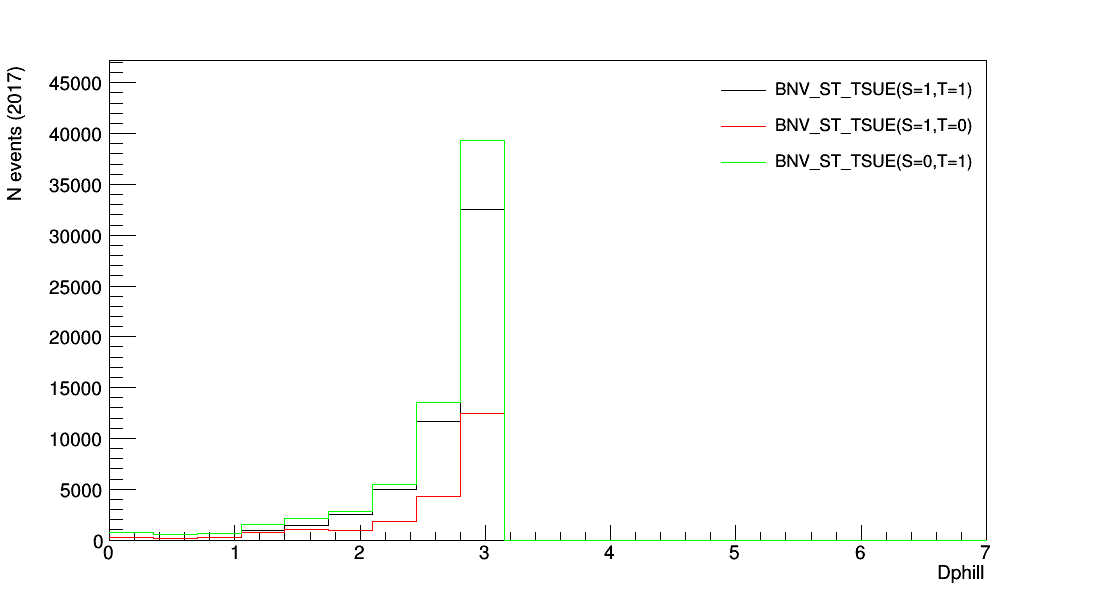 N events (2017)
45000
40000
35000
30000
25000
20000
15000
10000
5000
0
BNV_ST_TSUE(S=1,T=1)
BNV_ST_TSUE(S=1,T=0)
BNV_ST_TSUE(S=0,T=1)
0 1 2 3 4 5 6 7
Dphill